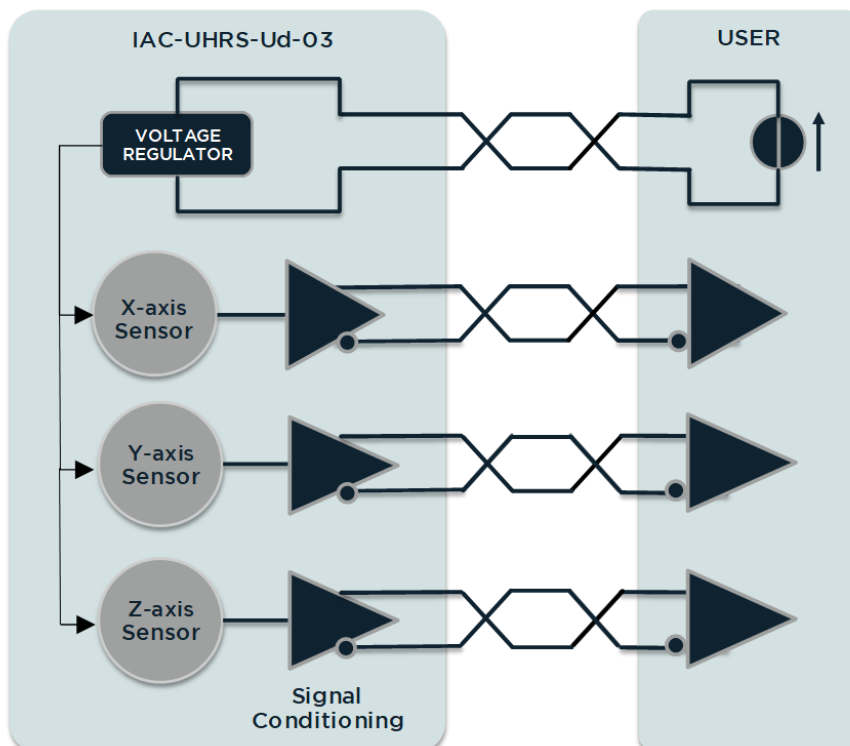 IAC-UHRS-Ud-03
USER
VOLTAGE
REGULATOR
X-axis
Sensor
Y-axis
Sensor
Z-axis
Sensor
Signal
Conditioning